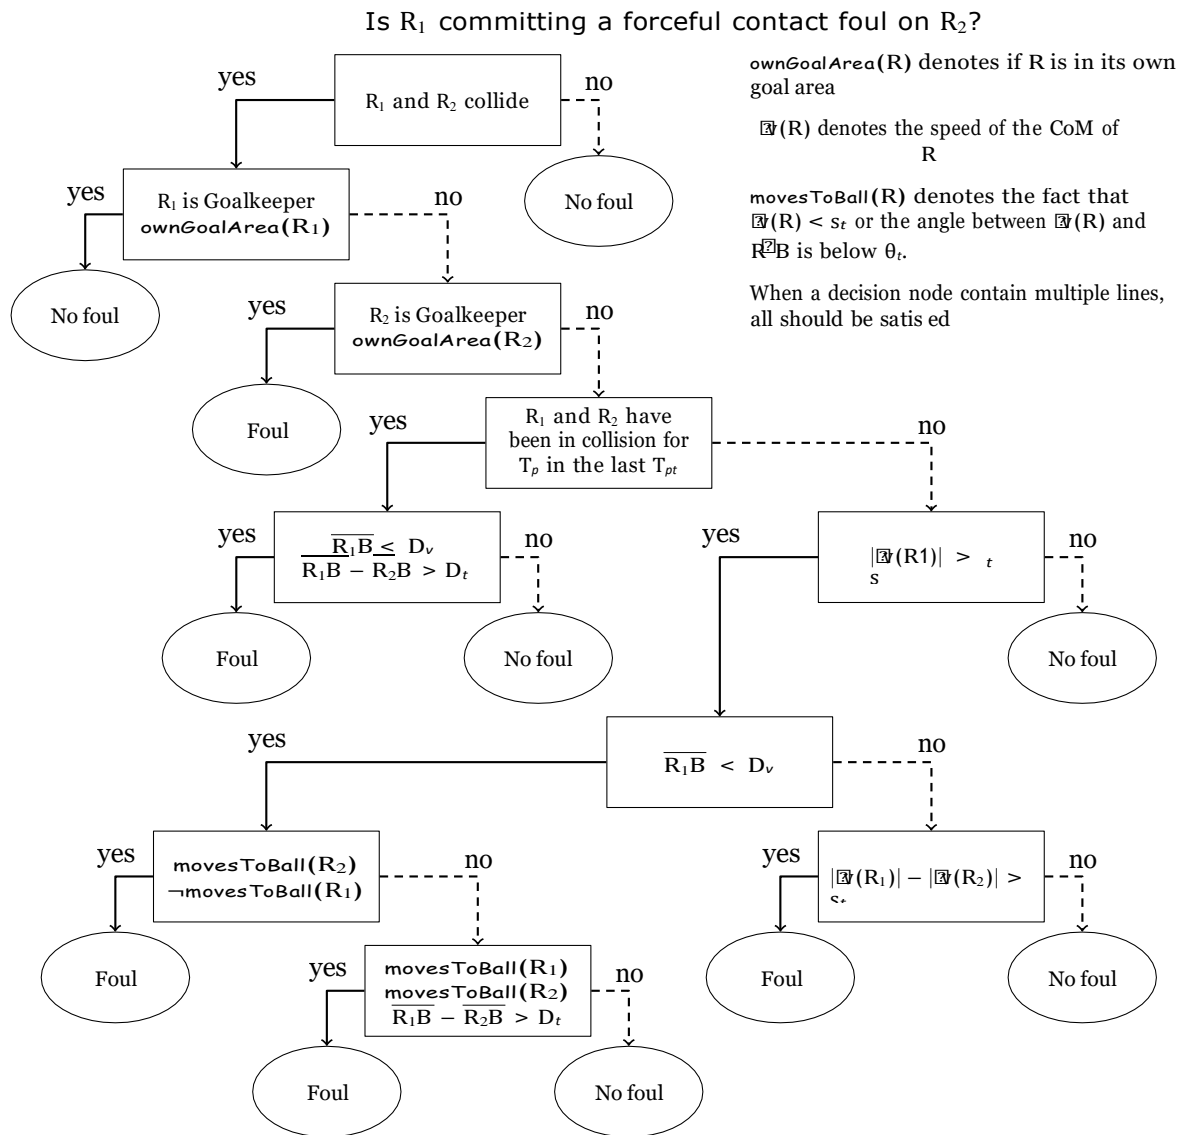 Is R₁ committing a forceful contact foul on R₂?
yes
R₁ and R₂ collide
no
ownGoalArea(R) denotes if R is in its own
goal area
v(R) denotes the speed of the CoM of
R
yes
R₁ is Goalkeeper
ownGoalArea(R₁)
no
No foul
movesToBall(R) denotes the fact that
v(R) < sₜ or the angle between v(R) and
R B is below θₜ.
When a decision node contain multiple lines,
all should be satis ed
No foul
yes
R₂ is Goalkeeper
ownGoalArea(R₂)
no
Foul
yes
R₁ and R₂ have
been in collision for
Tₚ in the last Tₚₜ
no
yes
R₁B < Dᵥ
R₁B − R₂B > Dₜ
no
yes
|v(R1)| > ₜ
s
no
Foul
No foul
No foul
yes
R₁B < Dᵥ
no
yes
movesToBall(R₂)
¬movesToBall(R₁)
no
yes
|v(R₁)| − |v(R₂)| >
sₜ
no
Foul
yes
movesToBall(R₁)
movesToBall(R₂)
R₁B − R₂B > Dₜ
no
Foul
No foul
Foul
No foul